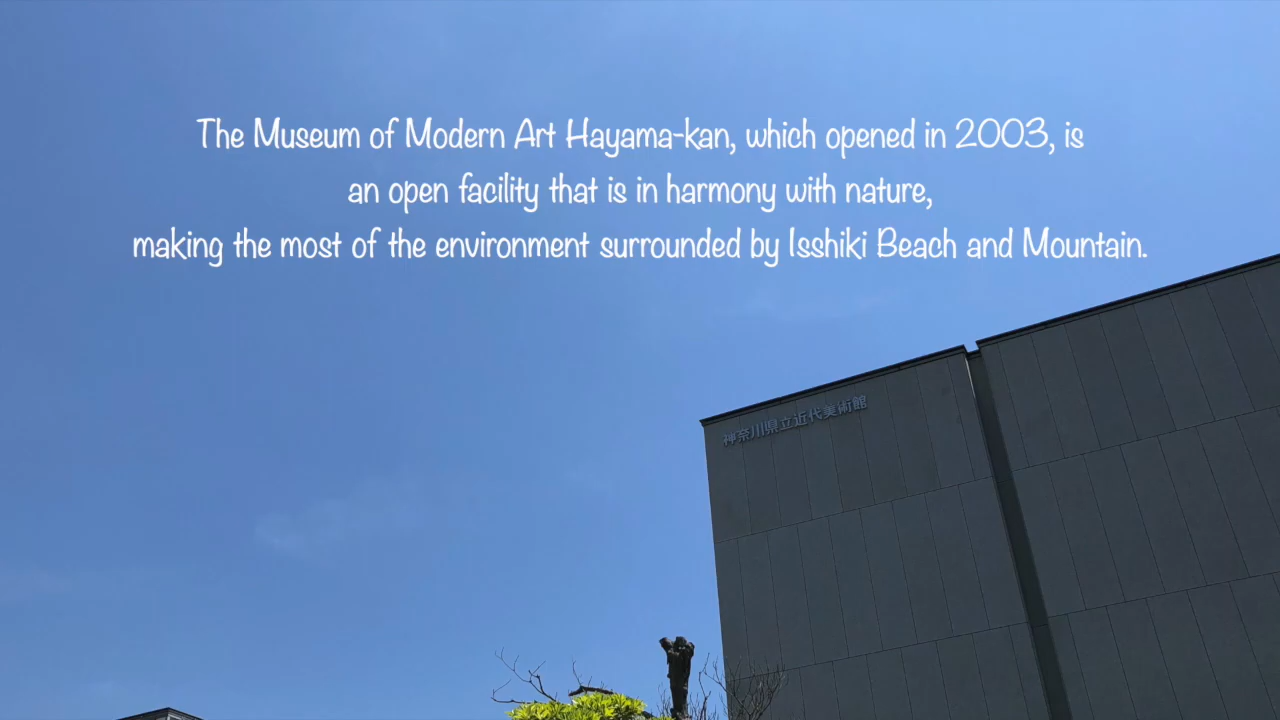 The Museum of Modern Art Hayama-kan, which opened in 2003, is
an open facility that is in harmony with nature,
making the most of the environment surrounded by Isshiki Beach and Mountain.
神奈川県立近代美術館